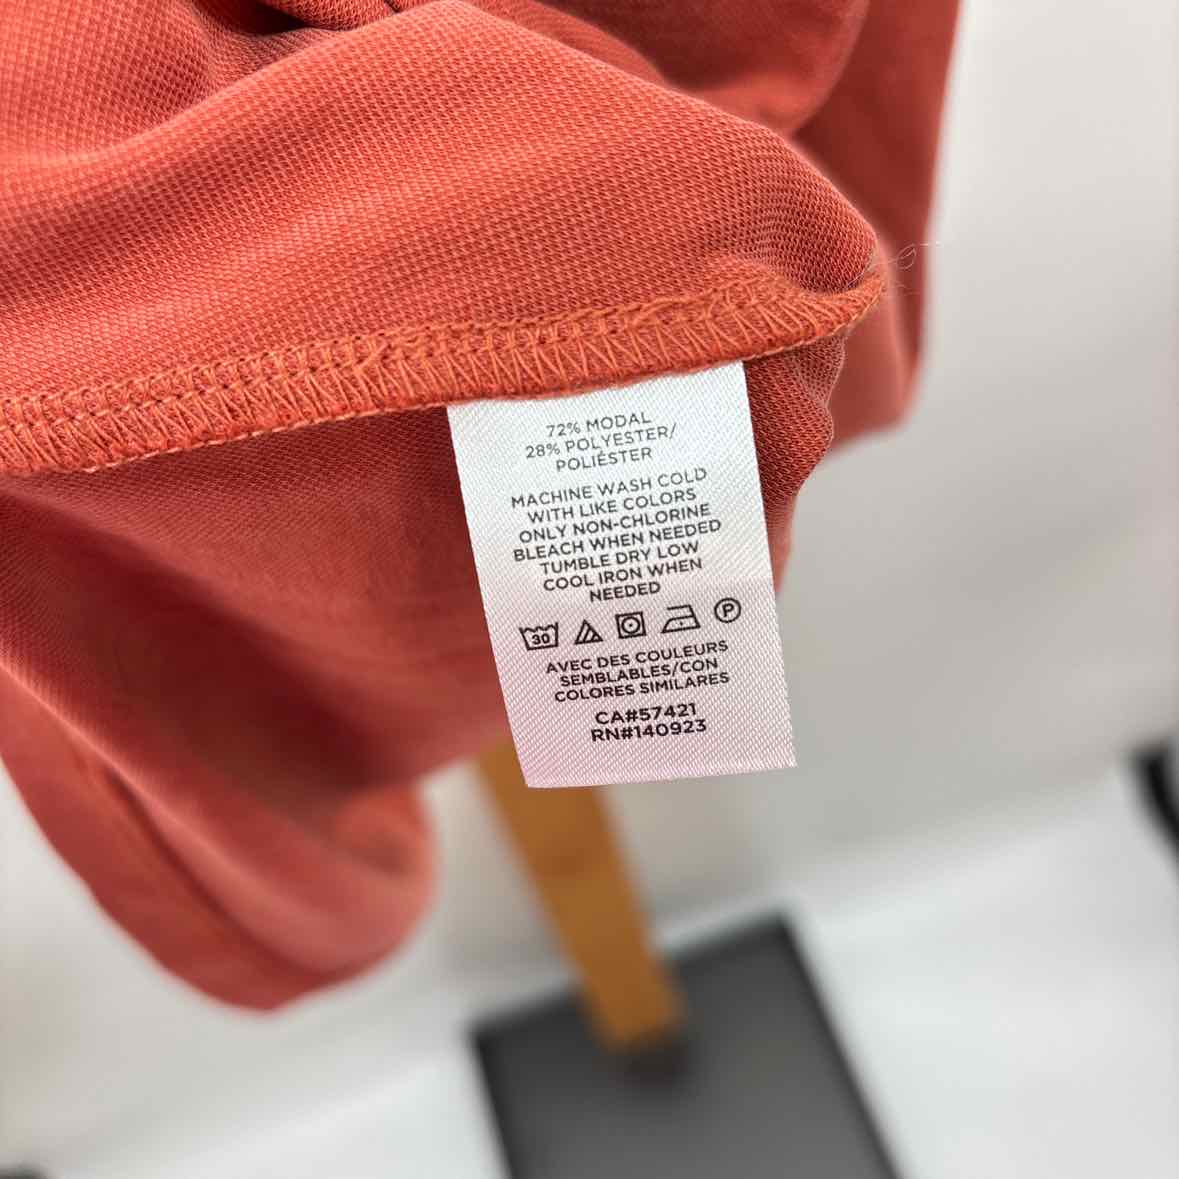 72% MODAL
28% POLYESTER/
POLIÉSTER
MACHINE WASH COLD
WITH LIKE COLORS
ONLY NON-CHLORINE
BLEACH WHEN NEEDED
TUMBLE DRY LOW
COOL IRON WHEN
NEEDED
30 P
AVEC DES COULEURS
SEMBLABLES/CON
COLORES SIMILARES
CA#57421
RN#140923